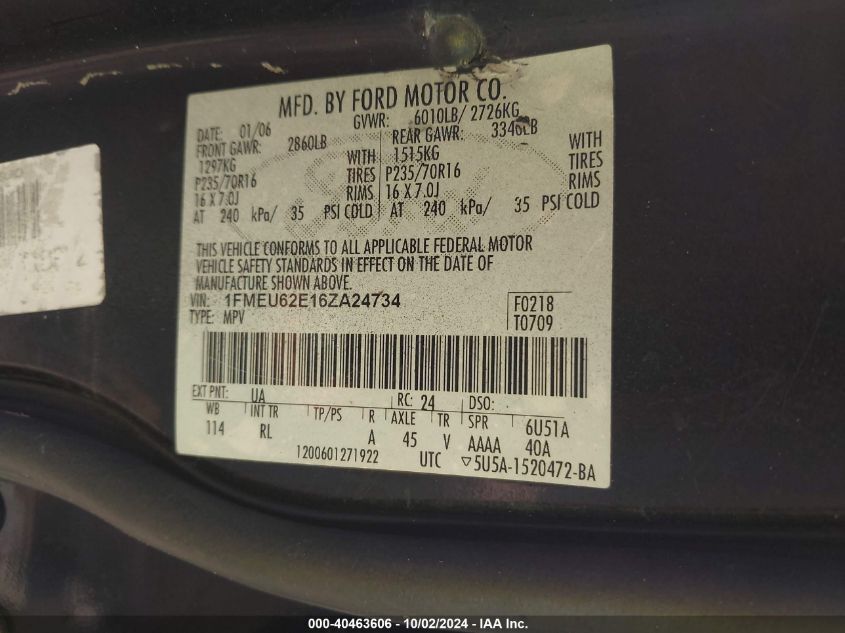 MFD. BY FORD MOTOR CO.
DATE: 01/06 GVWR: 6010LB/ 2726KG
FRONT GAWR: 2860LB REAR GAWR: 3340LB
1297KG WITH 1515KG WITH
P235/70R16 TIRES P235/70R16 TIRES
16 X 7.0J RIMS 16 X 7.0J RIMS
AT 240 kPa/ 35 PSI COLD AT 240 kPa/ 35 PSI COLD
THIS VEHICLE CONFORMS TO ALL APPLICABLE FEDERAL MOTOR
VEHICLE SAFETY STANDARDS IN EFFECT ON THE DATE OF
MANUFACTURE SHOWN ABOVE.
VIN: 1FMEU62E16ZA24734 F0218
TYPE: MPV T0709
EXT PNT: UA RC: 24 DSO:
WB INT TR TP/PS R AXLE TR SPR 6U51A
114 RL A 45 V AAAA 40A
1200601271922 UTC ▽5U5A-1520472-BA
000-40463606 - 10/02/2024 - IAA Inc.